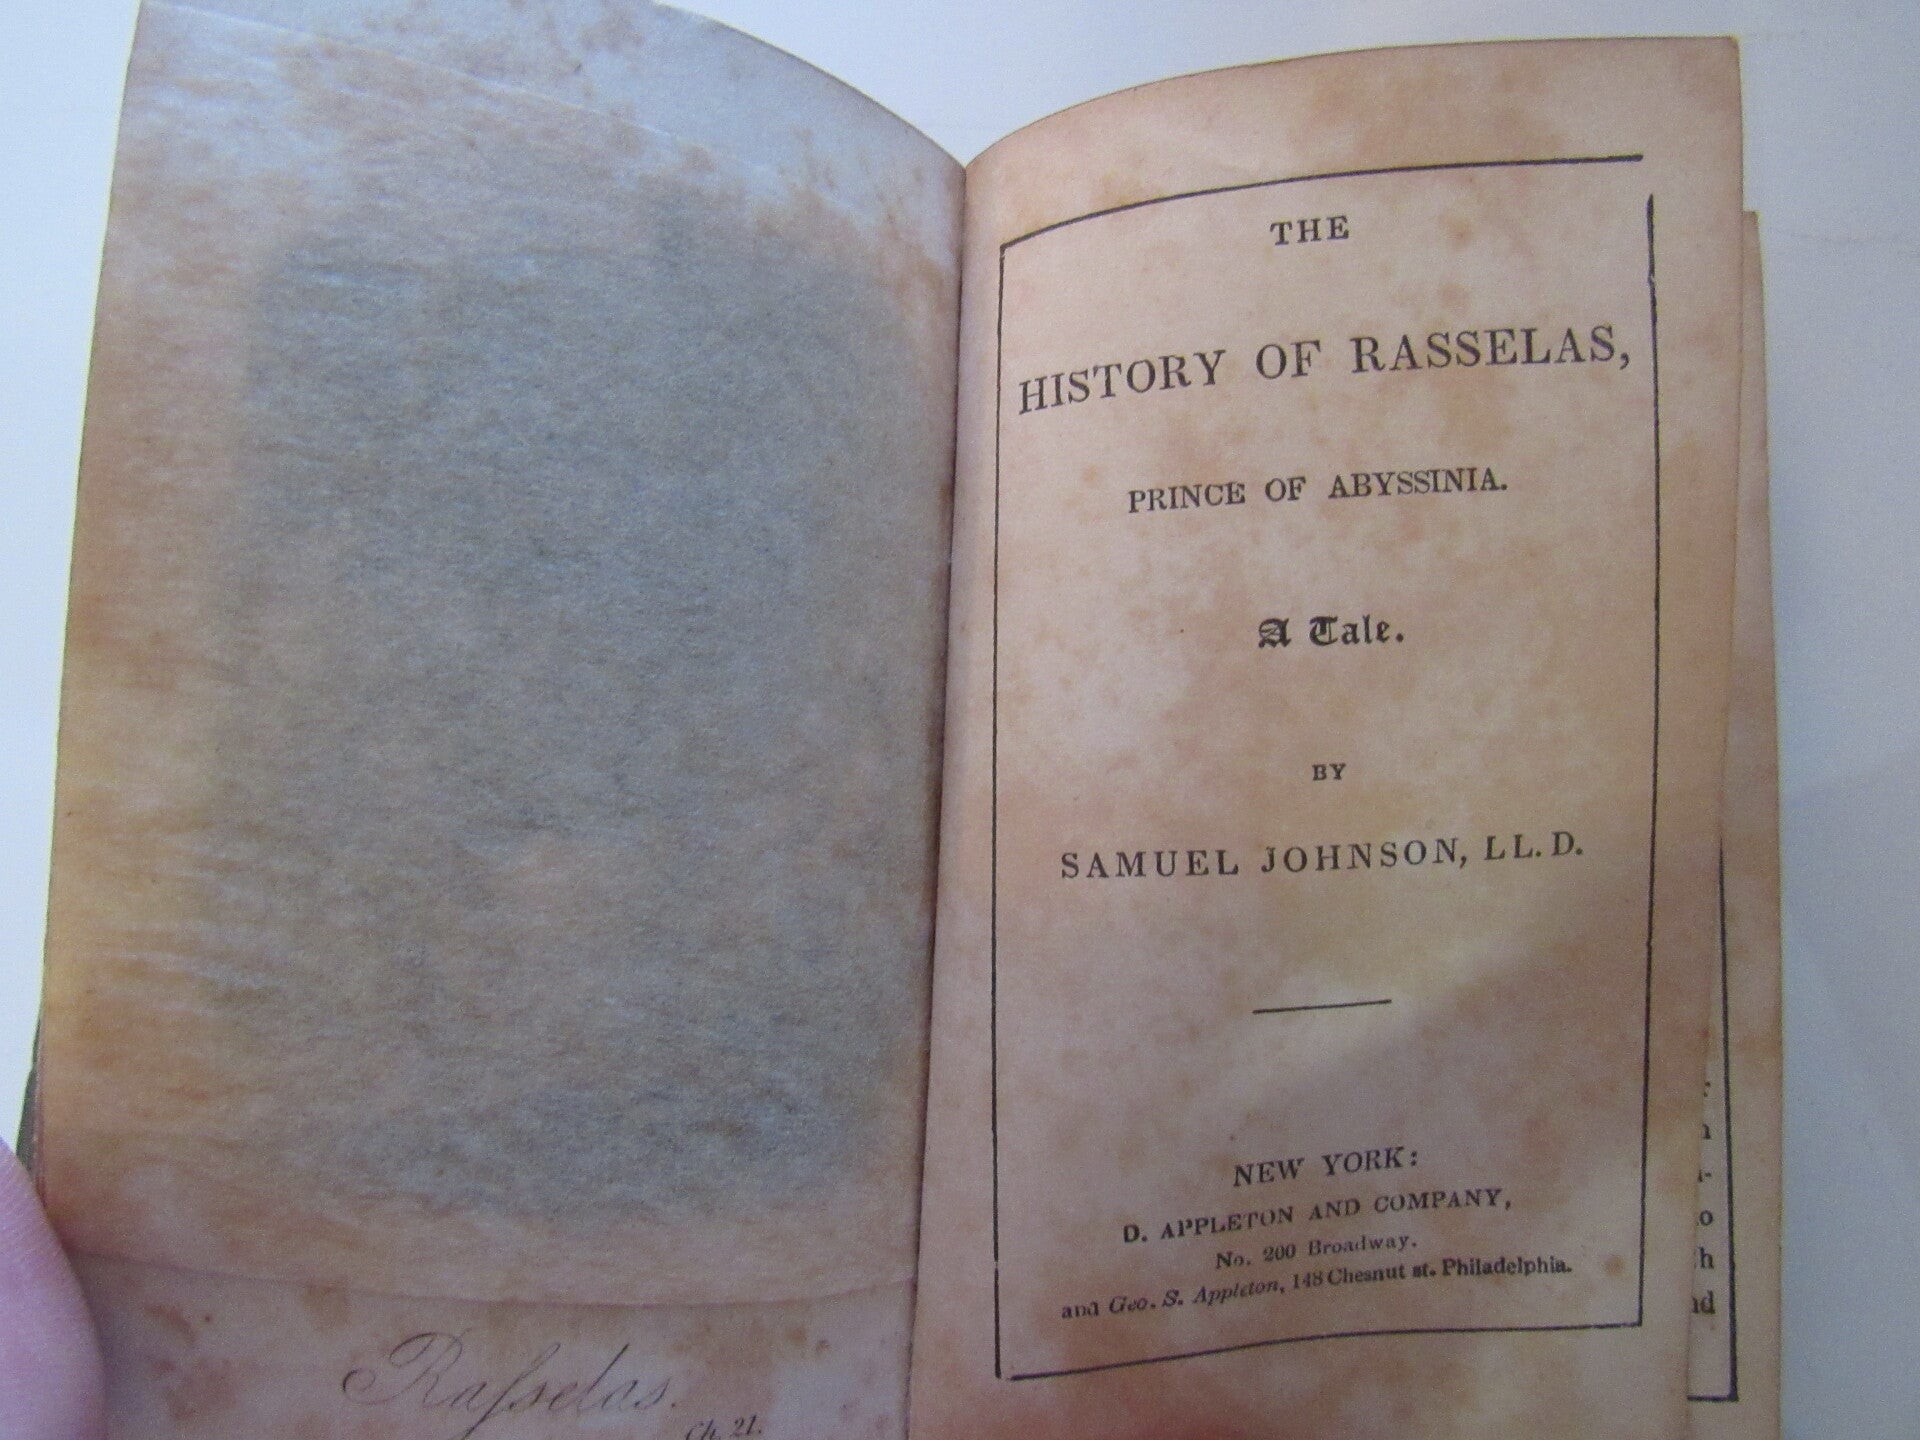 Raſselas.
Ch. 21.
THE
HISTORY OF RASSELAS,
PRINCE OF ABYSSINIA.
A Tale.
BY
SAMUEL JOHNSON, LL. D.
NEW YORK:
D. APPLETON AND COMPANY,
No. 200 Broadway.
and Geo. S. Appleton, 148 Chesnut st. Philadelphia.